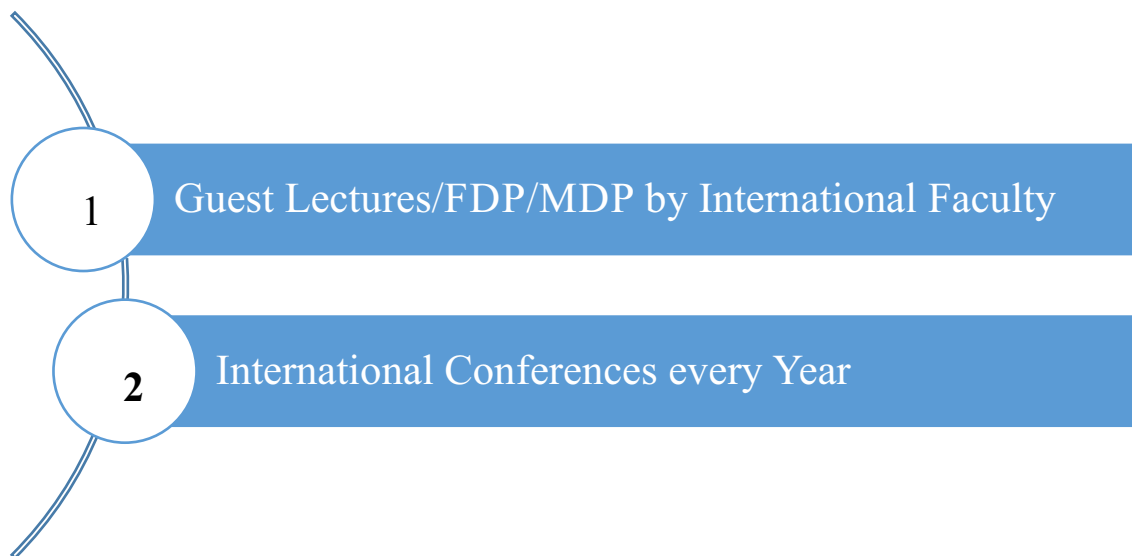 1
Guest Lectures/FDP/MDP by International Faculty
2
International Conferences every Year